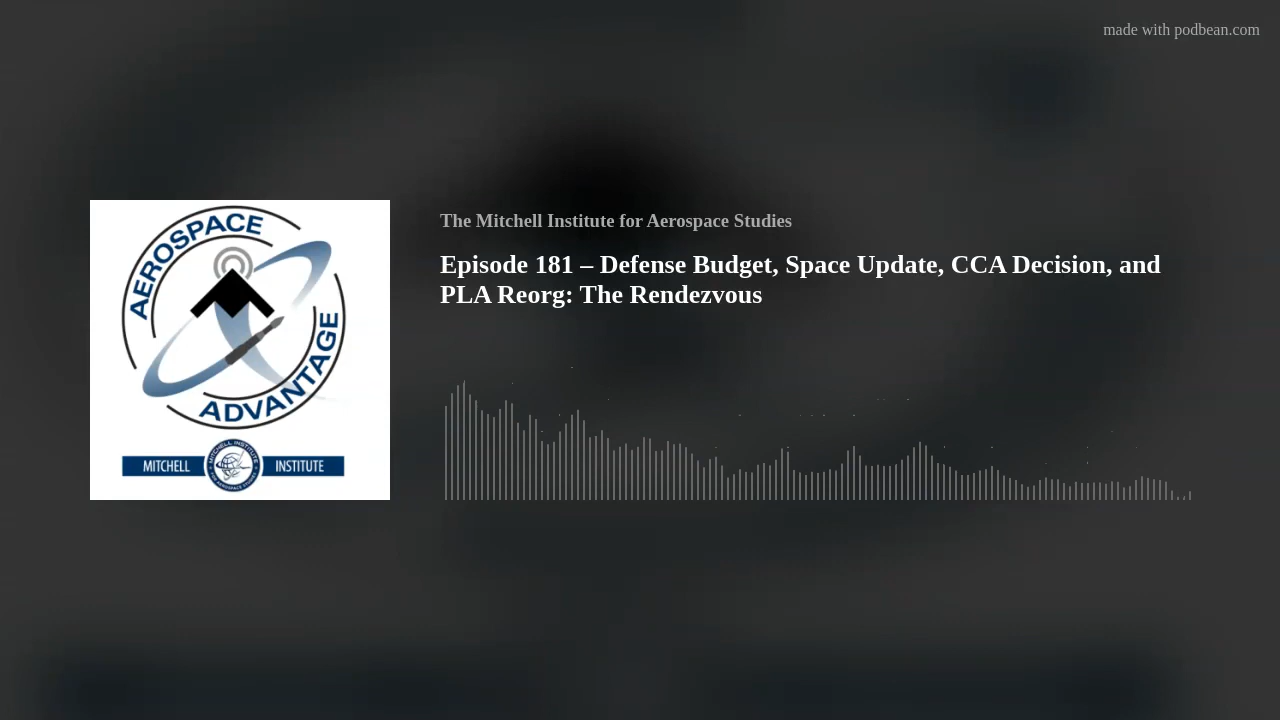 made with podbean.com
AEROSPACE
ADVANTAGE
MITCHELL INSTITUTE
The Mitchell Institute for Aerospace Studies
Episode 181 – Defense Budget, Space Update, CCA Decision, and
PLA Reorg: The Rendezvous